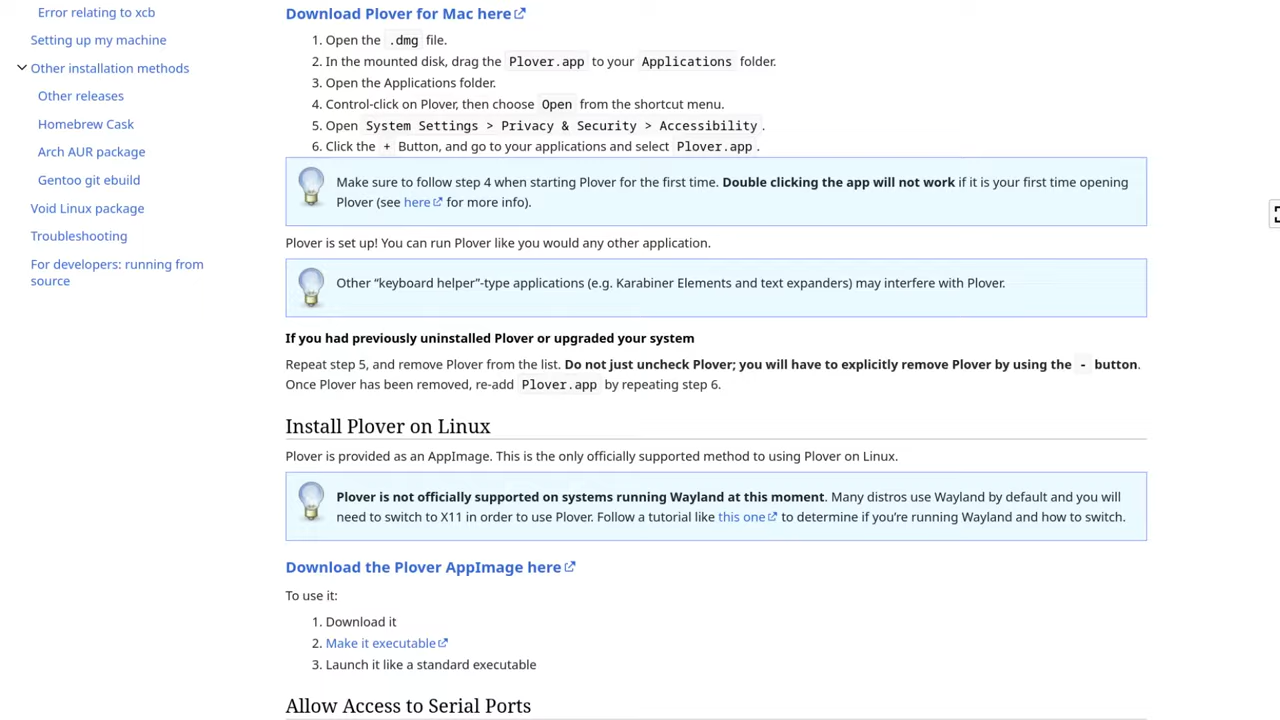 Error relating to xcb
Setting up my machine
Other installation methods
Other releases
Homebrew Cask
Arch AUR package
Gentoo git ebuild
Void Linux package
Troubleshooting
For developers: running from
source
Download Plover for Mac here
1. Open the .dmg file.
2. In the mounted disk, drag the Plover.app to your Applications folder.
3. Open the Applications folder.
4. Control-click on Plover, then choose Open from the shortcut menu.
5. Open System Settings > Privacy & Security > Accessibility.
6. Click the + Button, and go to your applications and select Plover.app.
Make sure to follow step 4 when starting Plover for the first time. Double clicking the app will not work if it is your first time opening
Plover (see here for more info).
Plover is set up! You can run Plover like you would any other application.
Other “keyboard helper”-type applications (e.g. Karabiner Elements and text expanders) may interfere with Plover.
If you had previously uninstalled Plover or upgraded your system
Repeat step 5, and remove Plover from the list. Do not just uncheck Plover; you will have to explicitly remove Plover by using the - button.
Once Plover has been removed, re-add Plover.app by repeating step 6.
Install Plover on Linux
Plover is provided as an AppImage. This is the only officially supported method to using Plover on Linux.
Plover is not officially supported on systems running Wayland at this moment. Many distros use Wayland by default and you will
need to switch to X11 in order to use Plover. Follow a tutorial like this one to determine if you’re running Wayland and how to switch.
Download the Plover AppImage here
To use it:
1. Download it
2. Make it executable
3. Launch it like a standard executable
Allow Access to Serial Ports